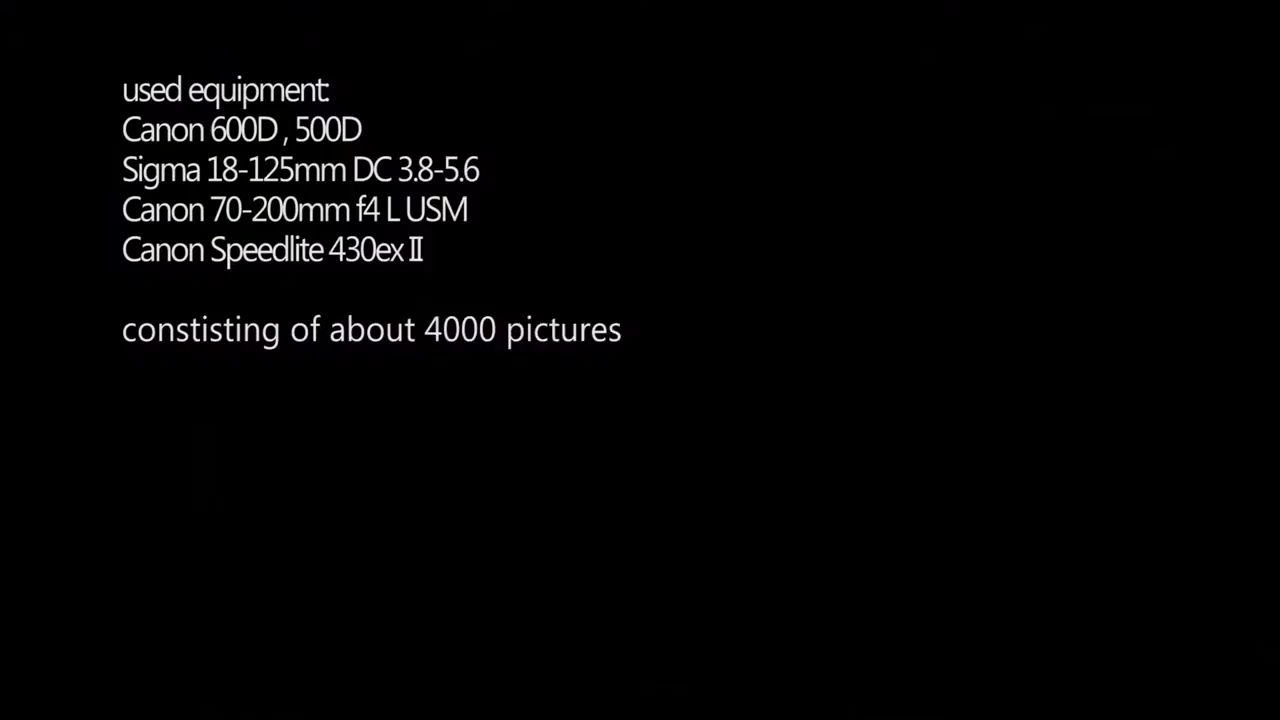 used equipment:
Canon 600D , 500D
Sigma 18-125mm DC 3.8-5.6
Canon 70-200mm f4 L USM
Canon Speedlite 430ex II
constisting of about 4000 pictures